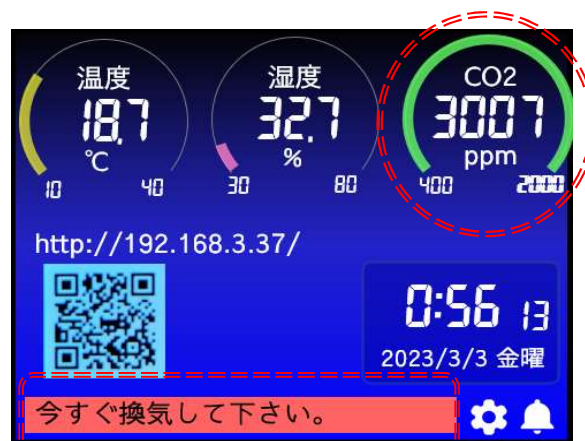 温度
18.7
℃
10 40
湿度
32.7
%
30 80
CO2
3007
ppm
400 2000
http://192.168.3.37/
0:56 13
2023/3/3 金曜
今すぐ換気して下さい。